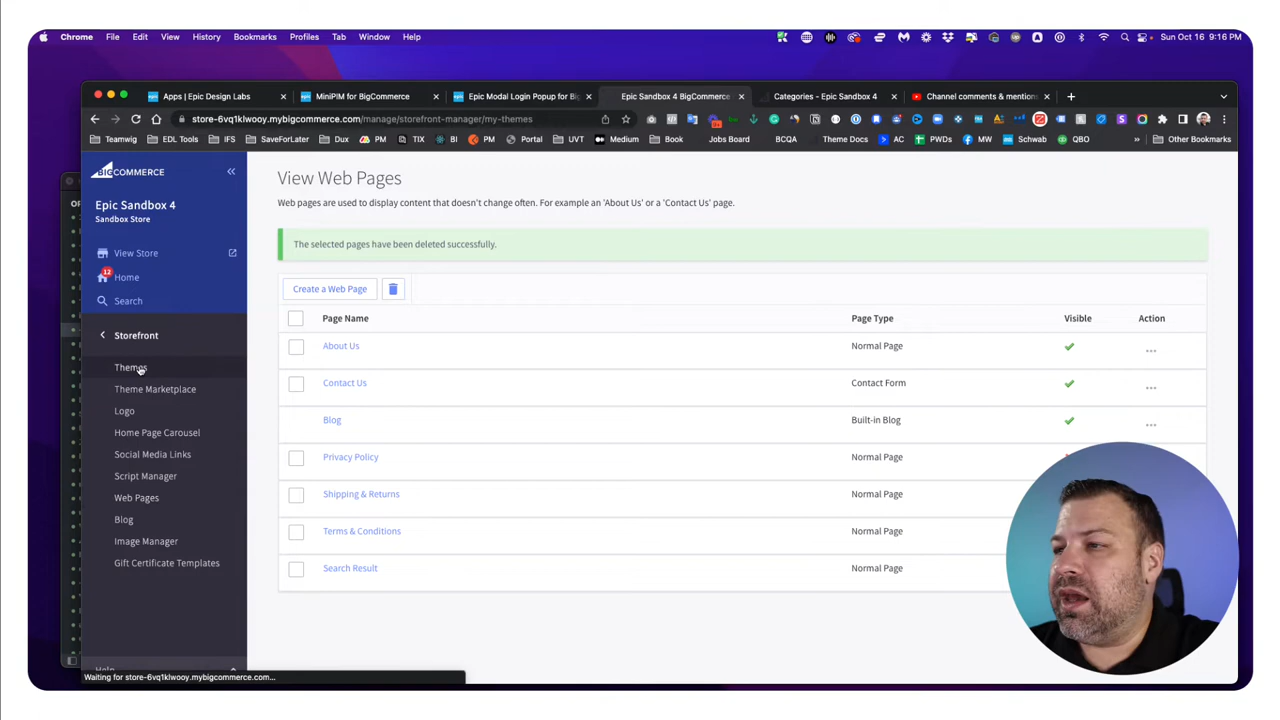 Chrome File Edit View History Bookmarks Profiles Tab Window Help Sun Oct 16 9:16 PM
Apps | Epic Design Labs MiniPIM for BigCommerce Epic Modal Login Popup for Big Epic Sandbox 4 BigCommerce Categories - Epic Sandbox 4 Channel comments & mention
store-6vq1klwooy.mybigcommerce.com/manage/storefront-manager/my-themes
Teamwig EDL Tools IFS SaveForLater Dux PM TIX BI PM UVT Medium Book Jobs Board BCQA Theme Docs AC PWDs MW Schwab QBO Other Bookmarks
BIGCOMMERCE
Epic Sandbox 4
Sandbox Store
View Store
12
Home
Search
Storefront
Themes
Theme Marketplace
Logo
Home Page Carousel
Social Media Links
Script Manager
Web Pages
Blog
Image Manager
Gift Certificate Templates
Help
View Web Pages
Web pages are used to display content that doesn't change often. For example an 'About Us' or a 'Contact Us' page.
The selected pages have been deleted successfully.
Create a Web Page
Page Name Page Type Visible Action
About Us Normal Page
Contact Us Contact Form
Blog Built-in Blog
Privacy Policy Normal Page
Shipping & Returns Normal Page
Terms & Conditions Normal Page
Search Result Normal Page
Waiting for store-6vq1klwooy.mybigcommerce.com...